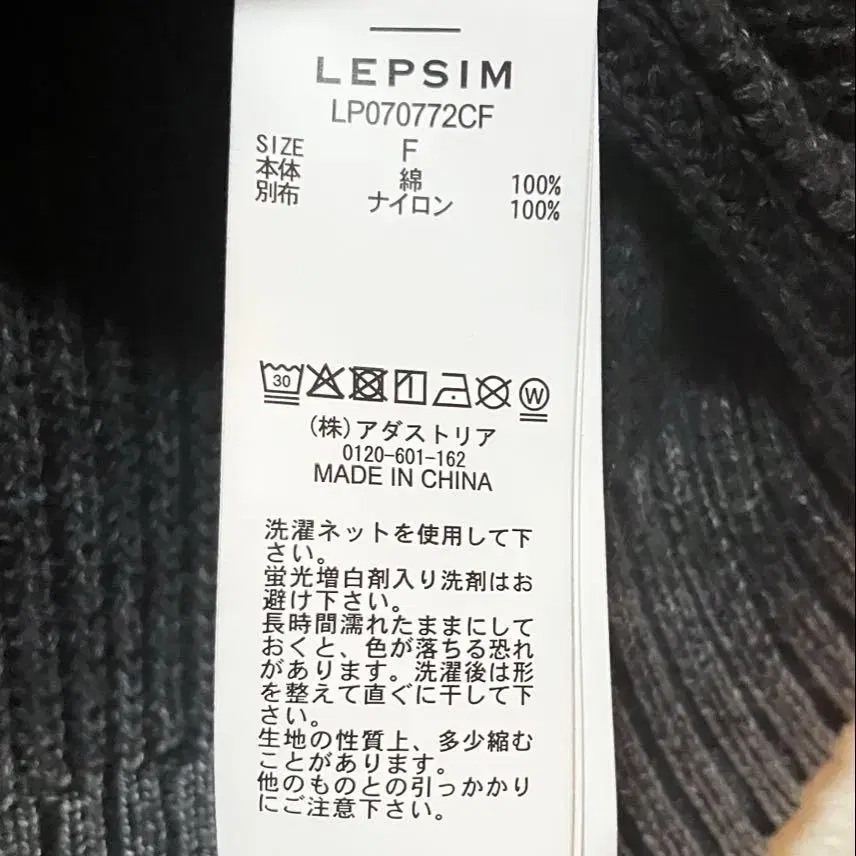 LEPSIM
LP070772CF
SIZE F
本体 綿 100%
別布 ナイロン 100%
30 W
(株)アダストリア
0120-601-162
MADE IN CHINA
洗濯ネットを使用して下
さい。
蛍光増白剤入り洗剤はお
避け下さい。
長時間濡れたままにして
おくと、色が落ちる恐れ
があります。洗濯後は形
を整えて直ぐに干して下
さい。
生地の性質上、多少縮む
ことがあります。
他のものとの引っかかり
にご注意下さい。